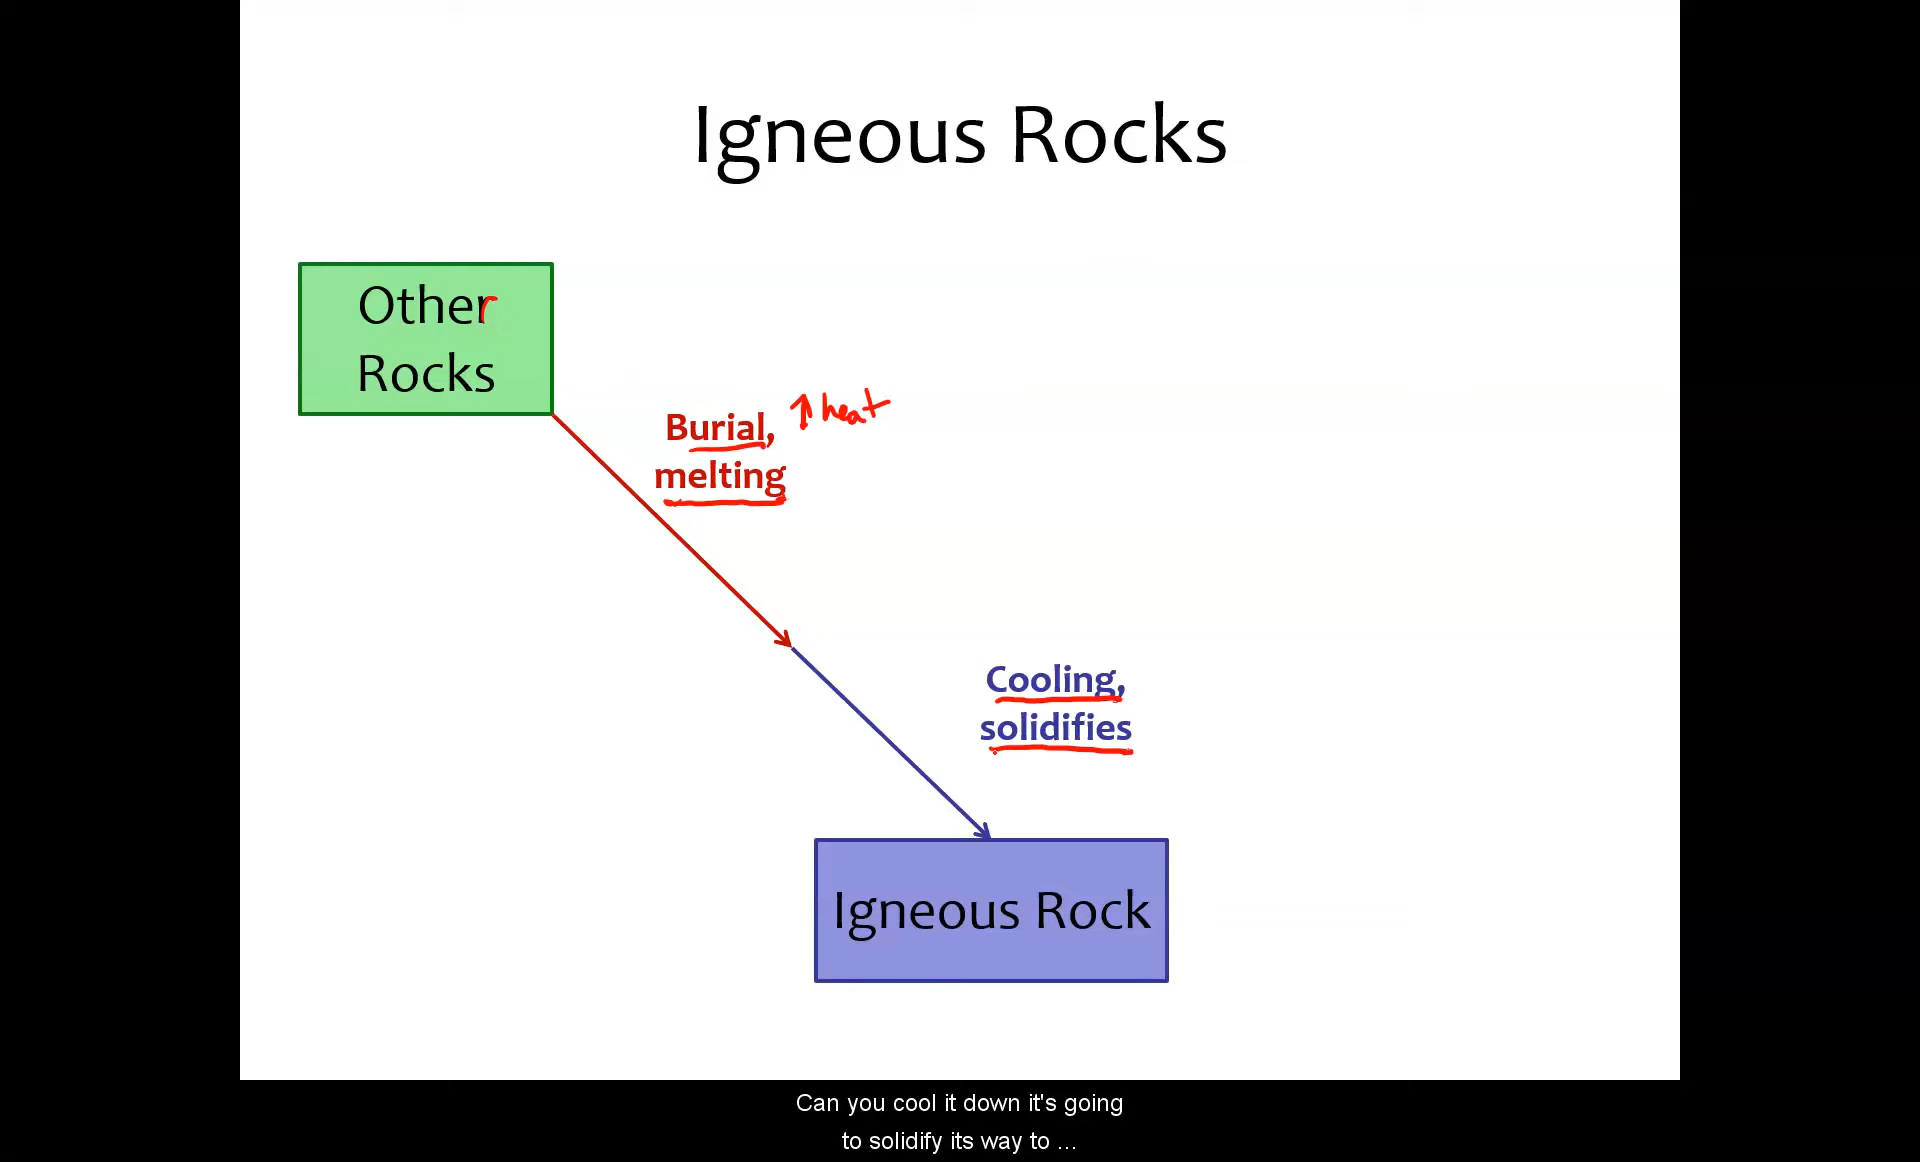 Igneous Rocks
Other
Rocks
↑ heat
Burial,
melting
Cooling,
solidifies
Igneous Rock
Can you cool it down it's going
to solidify its way to ...